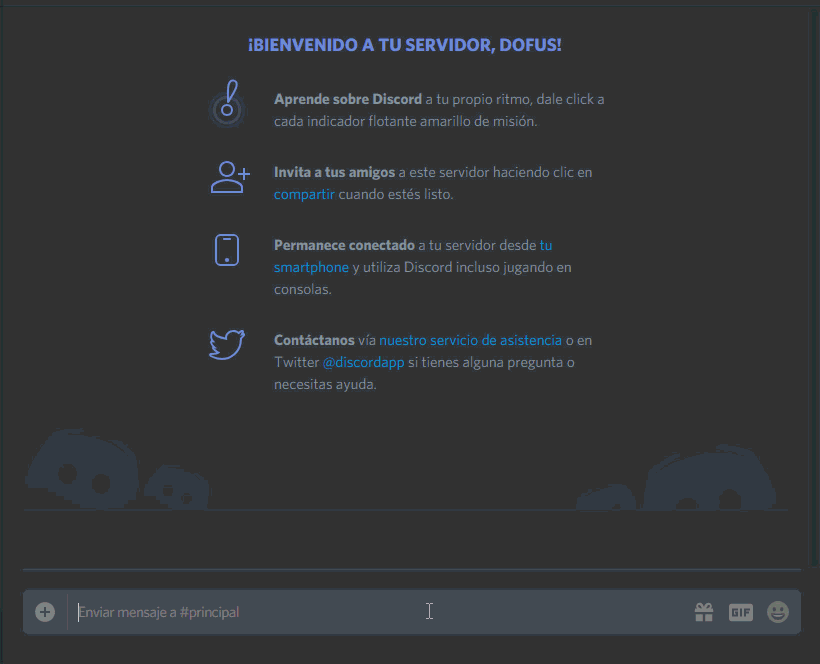 ¡BIENVENIDO A TU SERVIDOR, DOFUS!
Aprende sobre Discord a tu propio ritmo, dale click a
cada indicador flotante amarillo de misión.
Invita a tus amigos a este servidor haciendo clic en
compartir cuando estés listo.
Permanece conectado a tu servidor desde tu
smartphone y utiliza Discord incluso jugando en
consolas.
Contáctanos vía nuestro servicio de asistencia o en
Twitter @discordapp si tienes alguna pregunta o
necesitas ayuda.
Enviar mensaje a #principal
GIF